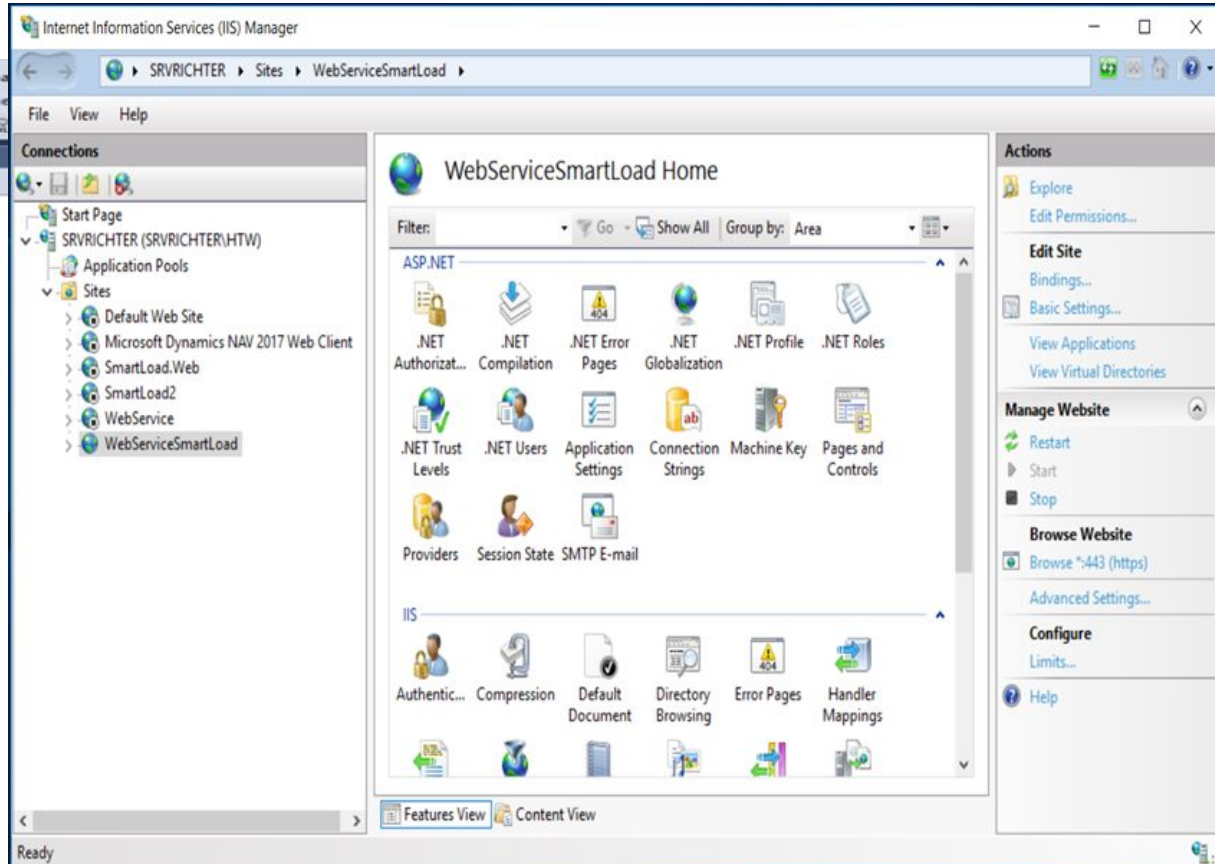 Internet Information Services (IIS) Manager
SRVRICHTER Sites WebServiceSmartLoad
File View Help
Connections
Start Page
SRVRICHTER (SRVRICHTER\HTW)
Application Pools
Sites
Default Web Site
Microsoft Dynamics NAV 2017 Web Client
SmartLoad.Web
SmartLoad2
WebService
WebServiceSmartLoad
WebServiceSmartLoad Home
Filter: Go Show All Group by: Area
ASP.NET
.NET Authorizat...
.NET Compilation
.NET Error Pages
.NET Globalization
.NET Profile
.NET Roles
.NET Trust Levels
.NET Users
Application Settings
Connection Strings
Machine Key
Pages and Controls
Providers
Session State
SMTP E-mail
IIS
Authentic...
Compression
Default Document
Directory Browsing
Error Pages
Handler Mappings
Features View Content View
Actions
Explore
Edit Permissions...
Edit Site
Bindings...
Basic Settings...
View Applications
View Virtual Directories
Manage Website
Restart
Start
Stop
Browse Website
Browse *:443 (https)
Advanced Settings...
Configure
Limits...
Help
Ready